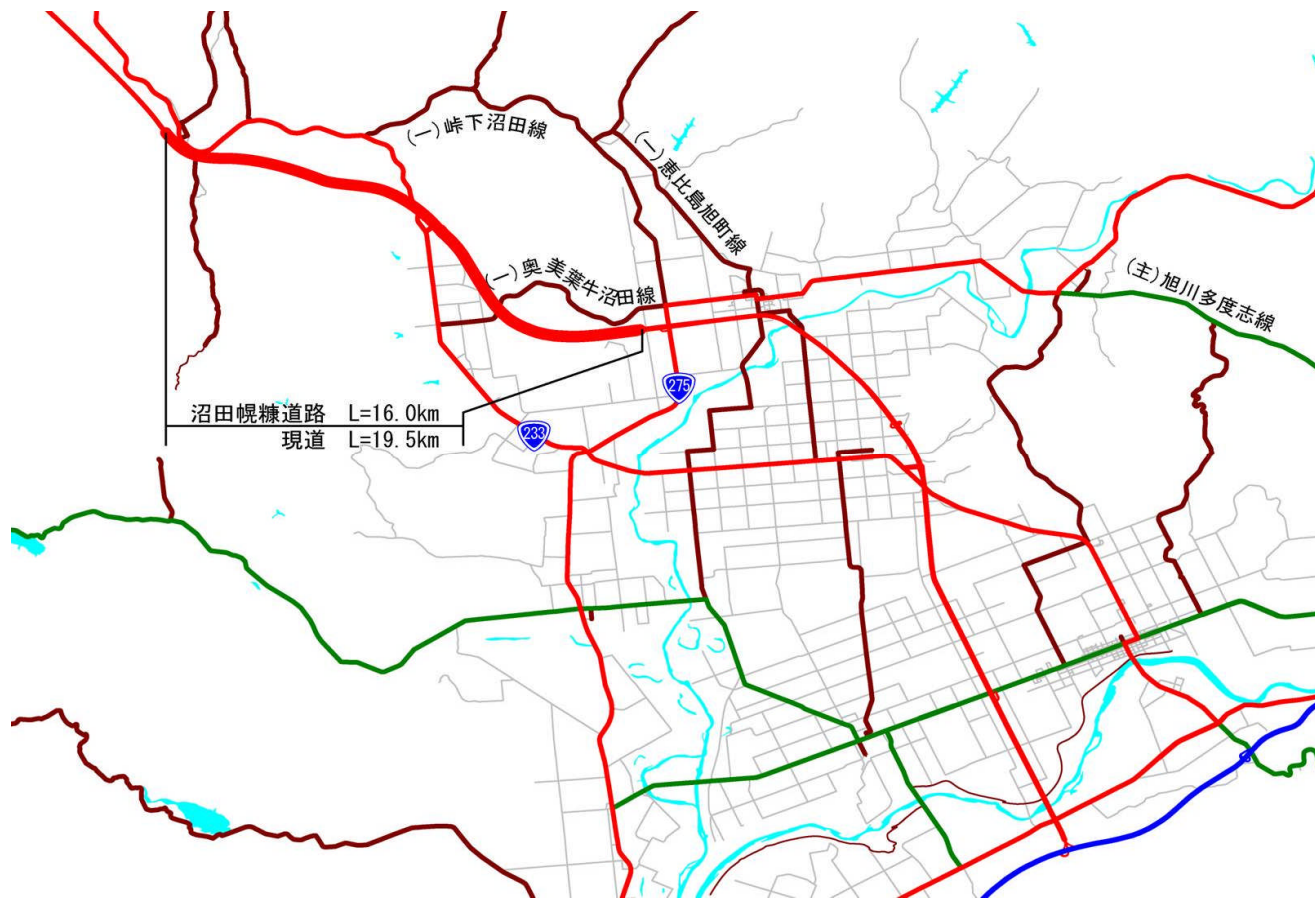 (一)峠下沼田線
(一)恵比島旭町線
(主)旭川多度志線
(一)奥美葉牛沼田線
275
沼田幌糠道路 L=16.0km
233
現道 L=19.5km